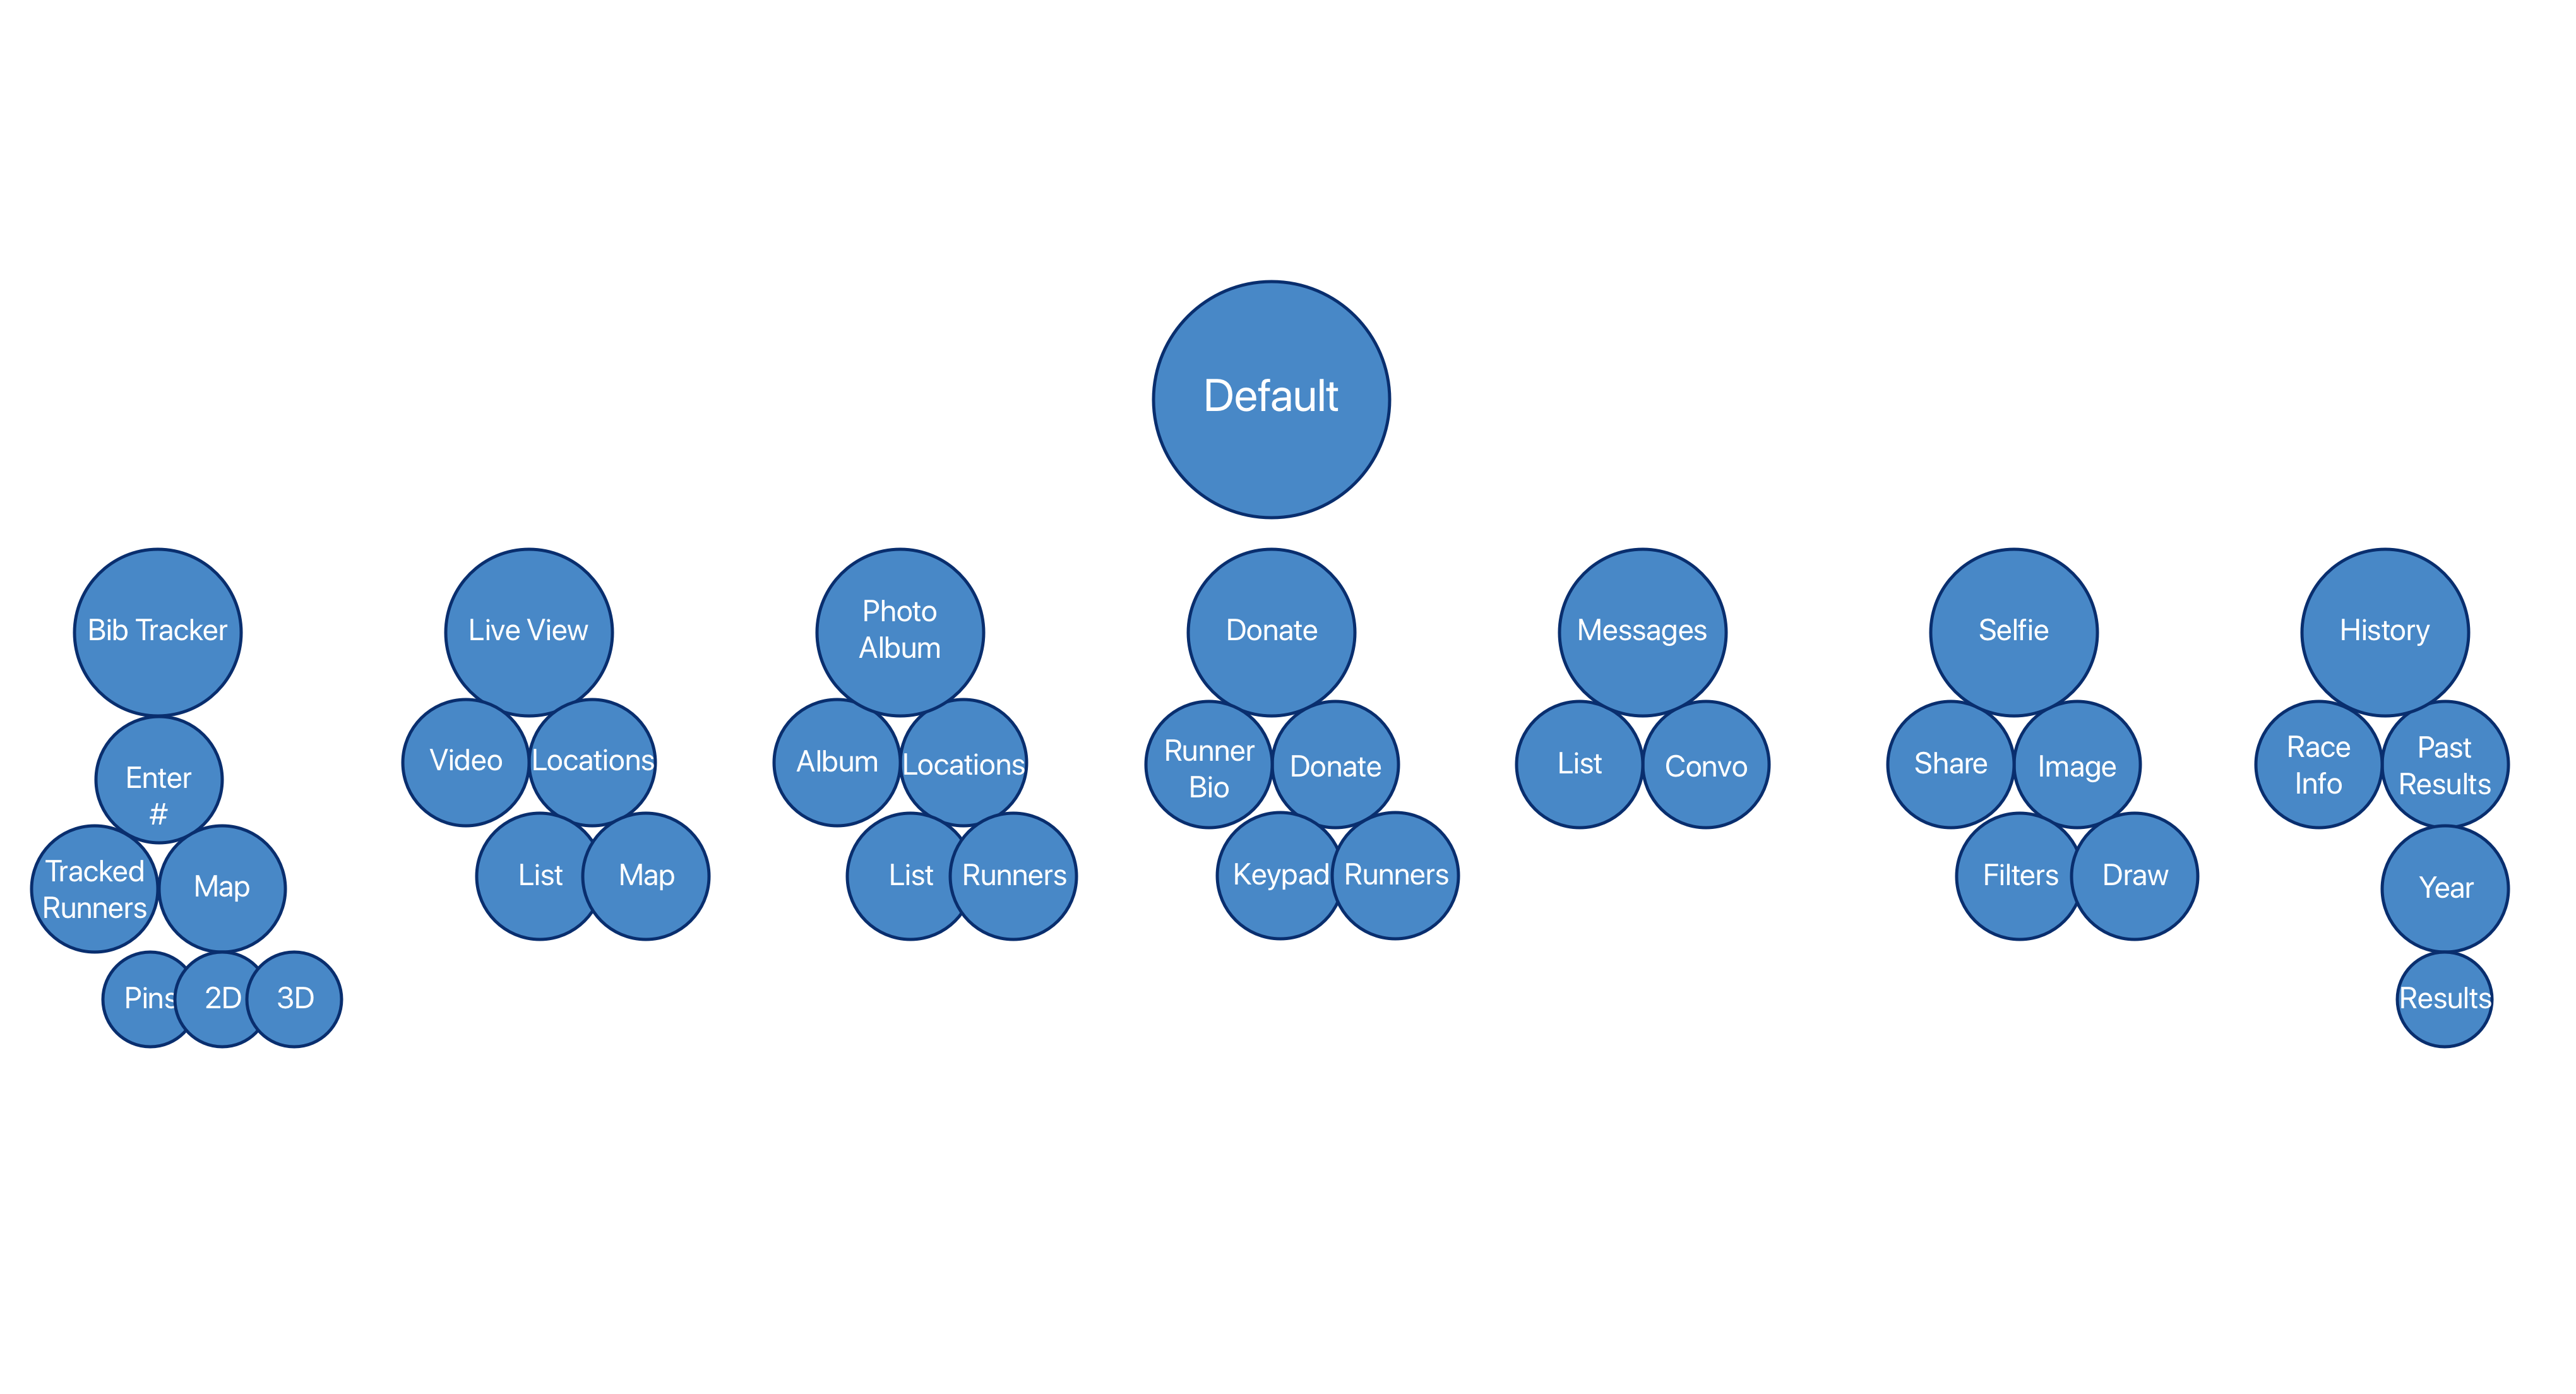 Default
Bib Tracker
Live View
Photo
Album
Donate
Messages
Selfie
History
Enter
#
Video
Locations
Album
Locations
Runner
Bio
Donate
List
Convo
Share
Image
Race
Info
Past
Results
Tracked
Runners
Map
List
Map
List
Runners
Keypad
Runners
Filters
Draw
Year
Pins
2D
3D
Results